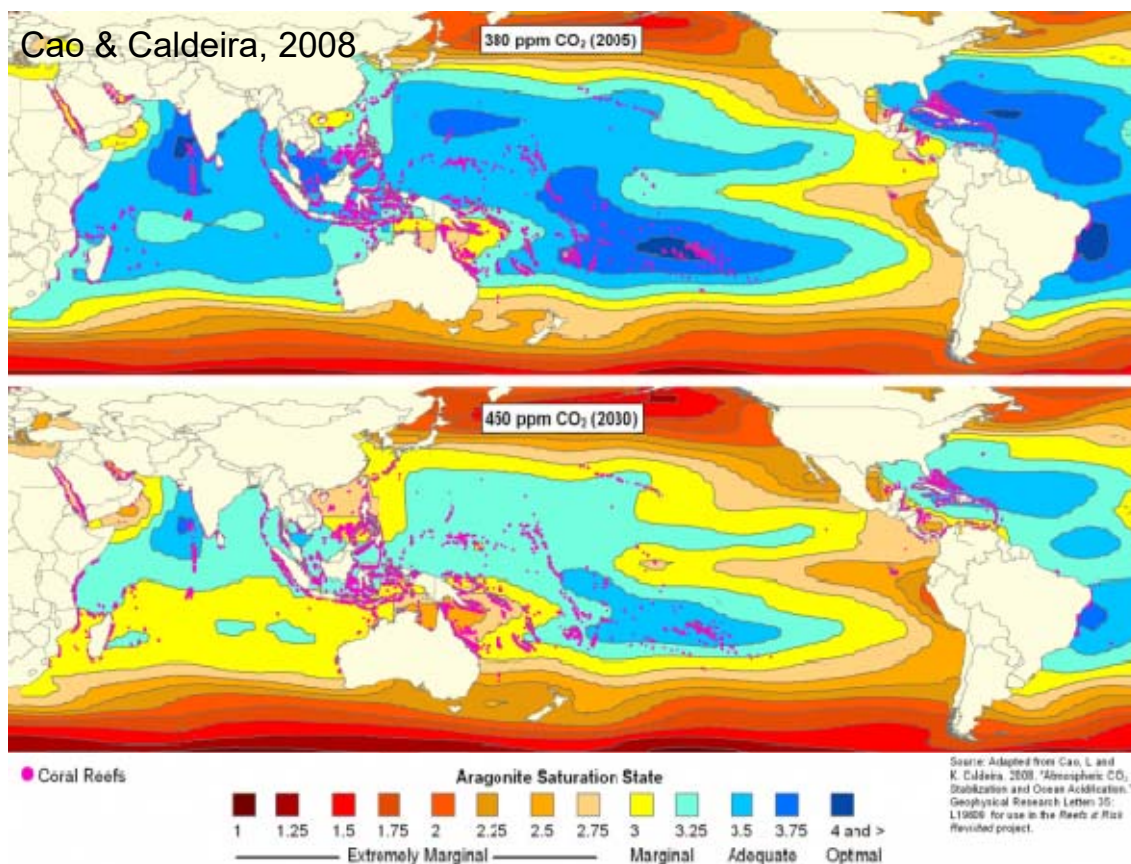 Cao & Caldeira, 2008
380 ppm CO₂ (2005)
450 ppm CO₂ (2030)
Coral Reefs
Aragonite Saturation State
1 1.25 1.5 1.75 2 2.25 2.5 2.75 3 3.25 3.5 3.75 4 and >
Extremely Marginal Marginal Adequate Optimal
Source: Adapted from Cao, L. and
K. Caldeira. 2008. "Atmospheric CO₂
Stabilization and Ocean Acidification."
Geophysical Research Letters 35:
L19609 for use in the Reefs at Risk
Revisited project.